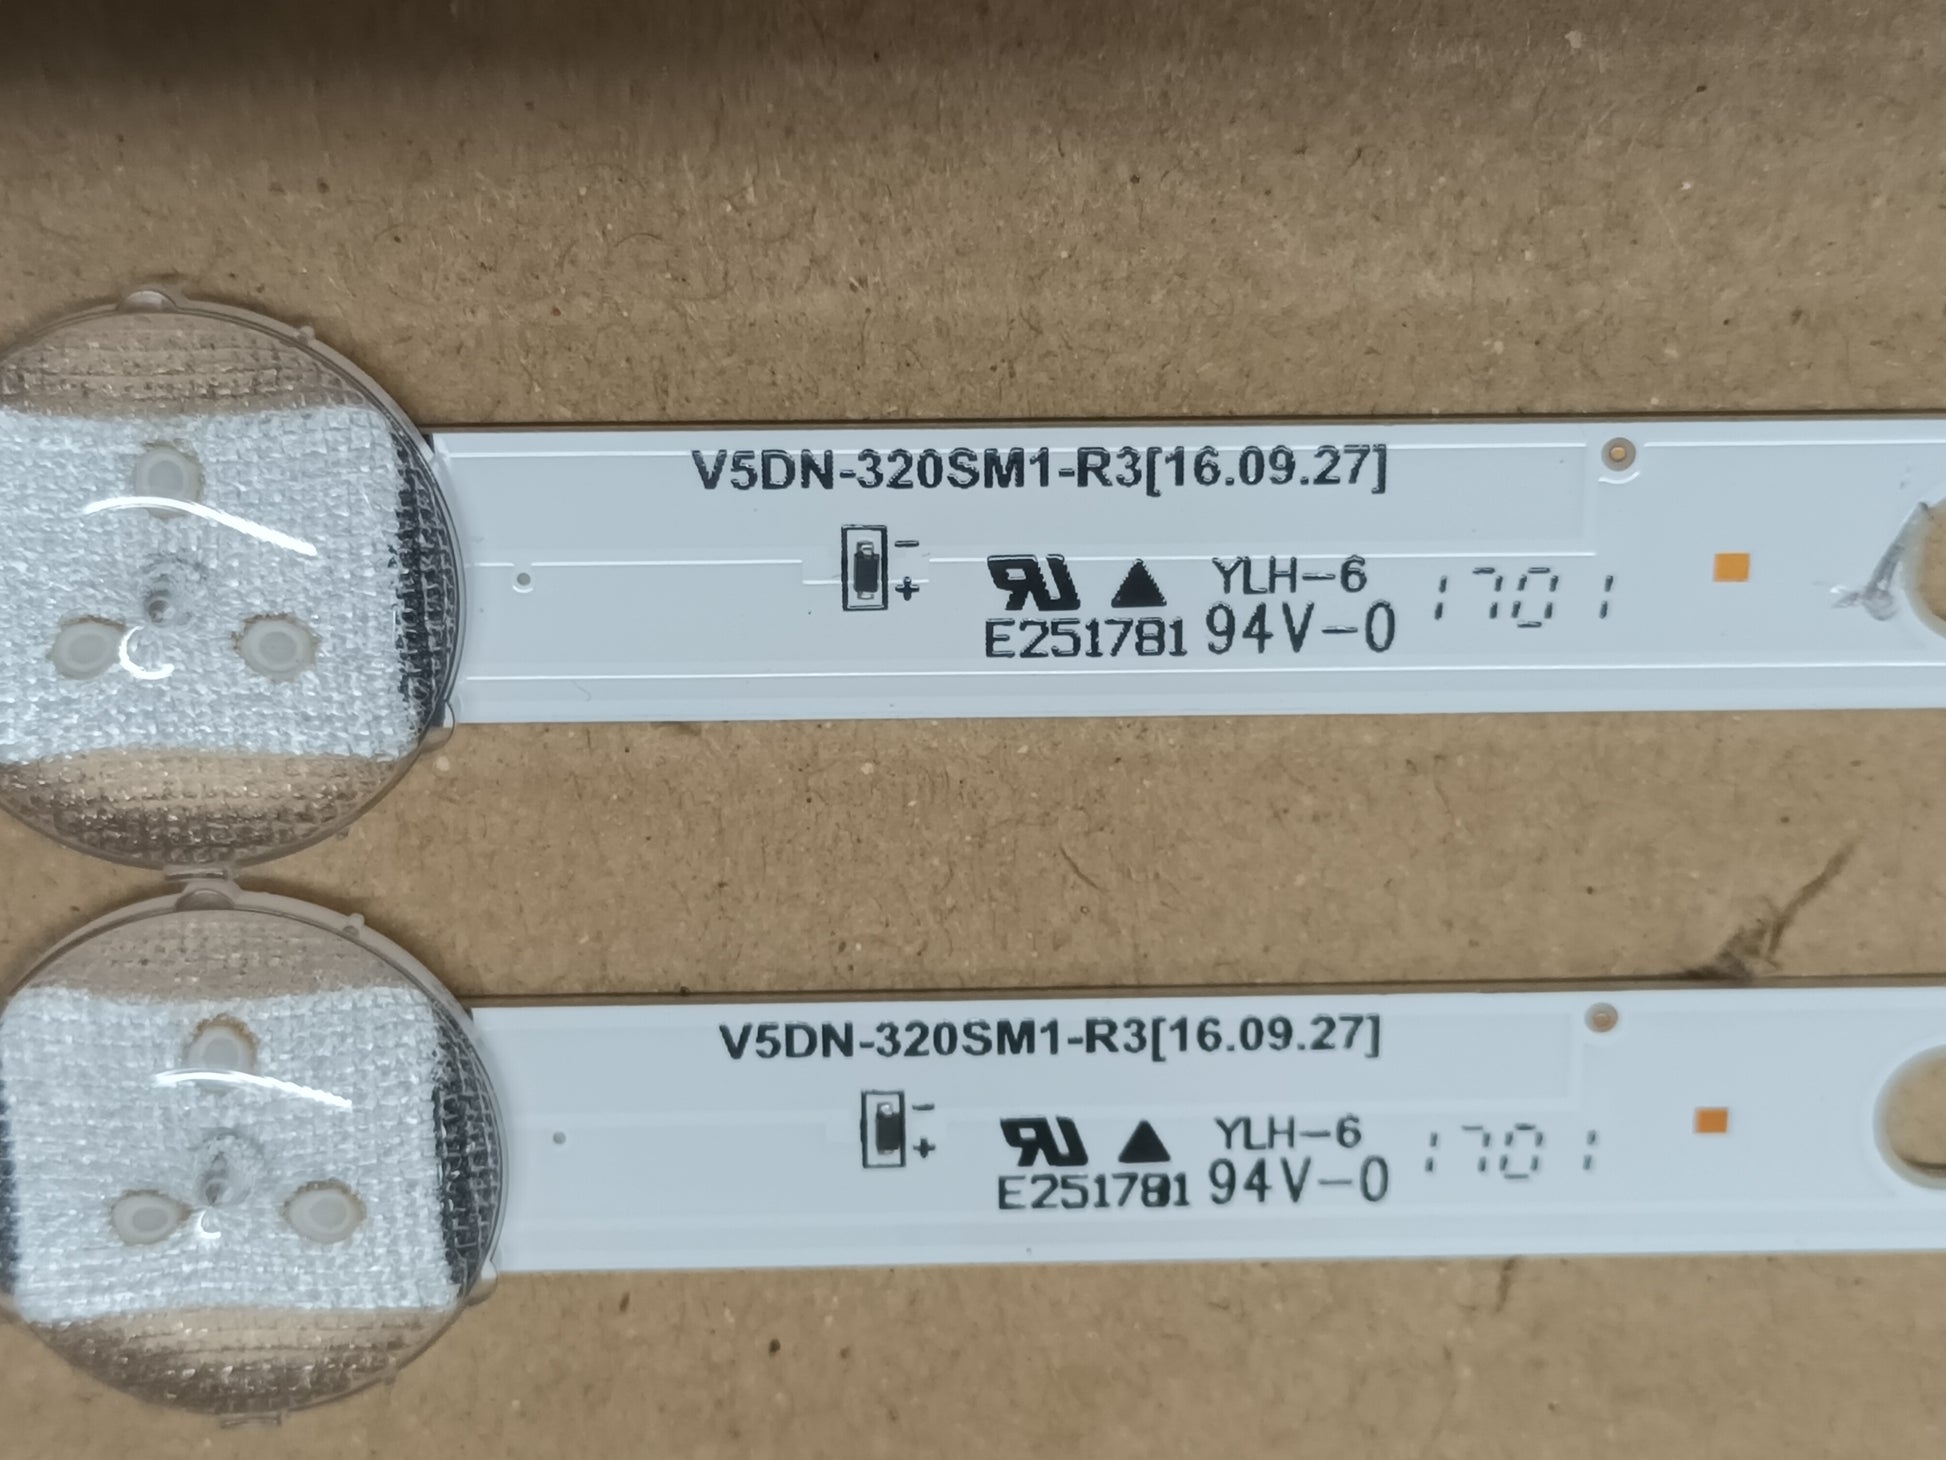 V5DN-320SM1-R3[16.09.27]
- +
YLH-6 1701
E251781 94V-0
V5DN-320SM1-R3[16.09.27]
- +
YLH-6 1701
E251781 94V-0